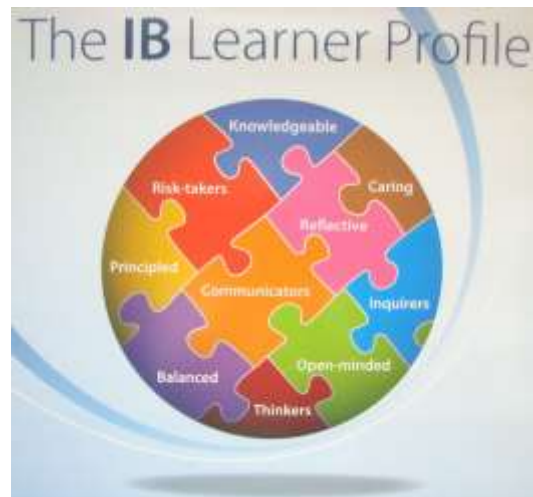 The IB Learner Profile
Knowledgeable
Risk-takers
Caring
Reflective
Principled
Communicators
Inquirers
Open-minded
Balanced
Thinkers